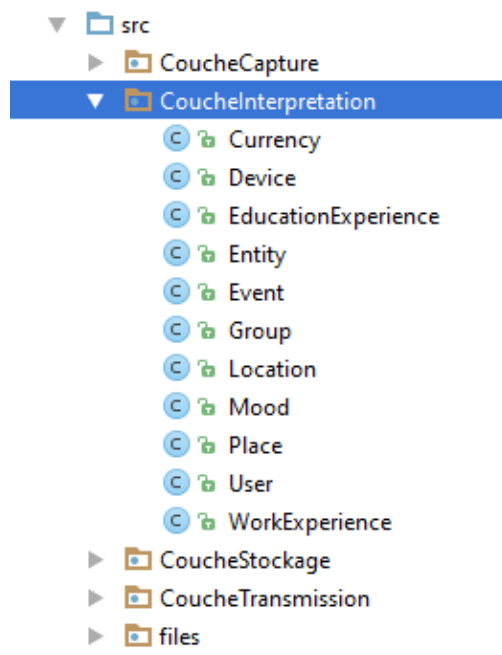 src
CoucheCapture
CoucheInterpretation
C Currency
C Device
C EducationExperience
C Entity
C Event
C Group
C Location
C Mood
C Place
C User
C WorkExperience
CoucheStockage
CoucheTransmission
files